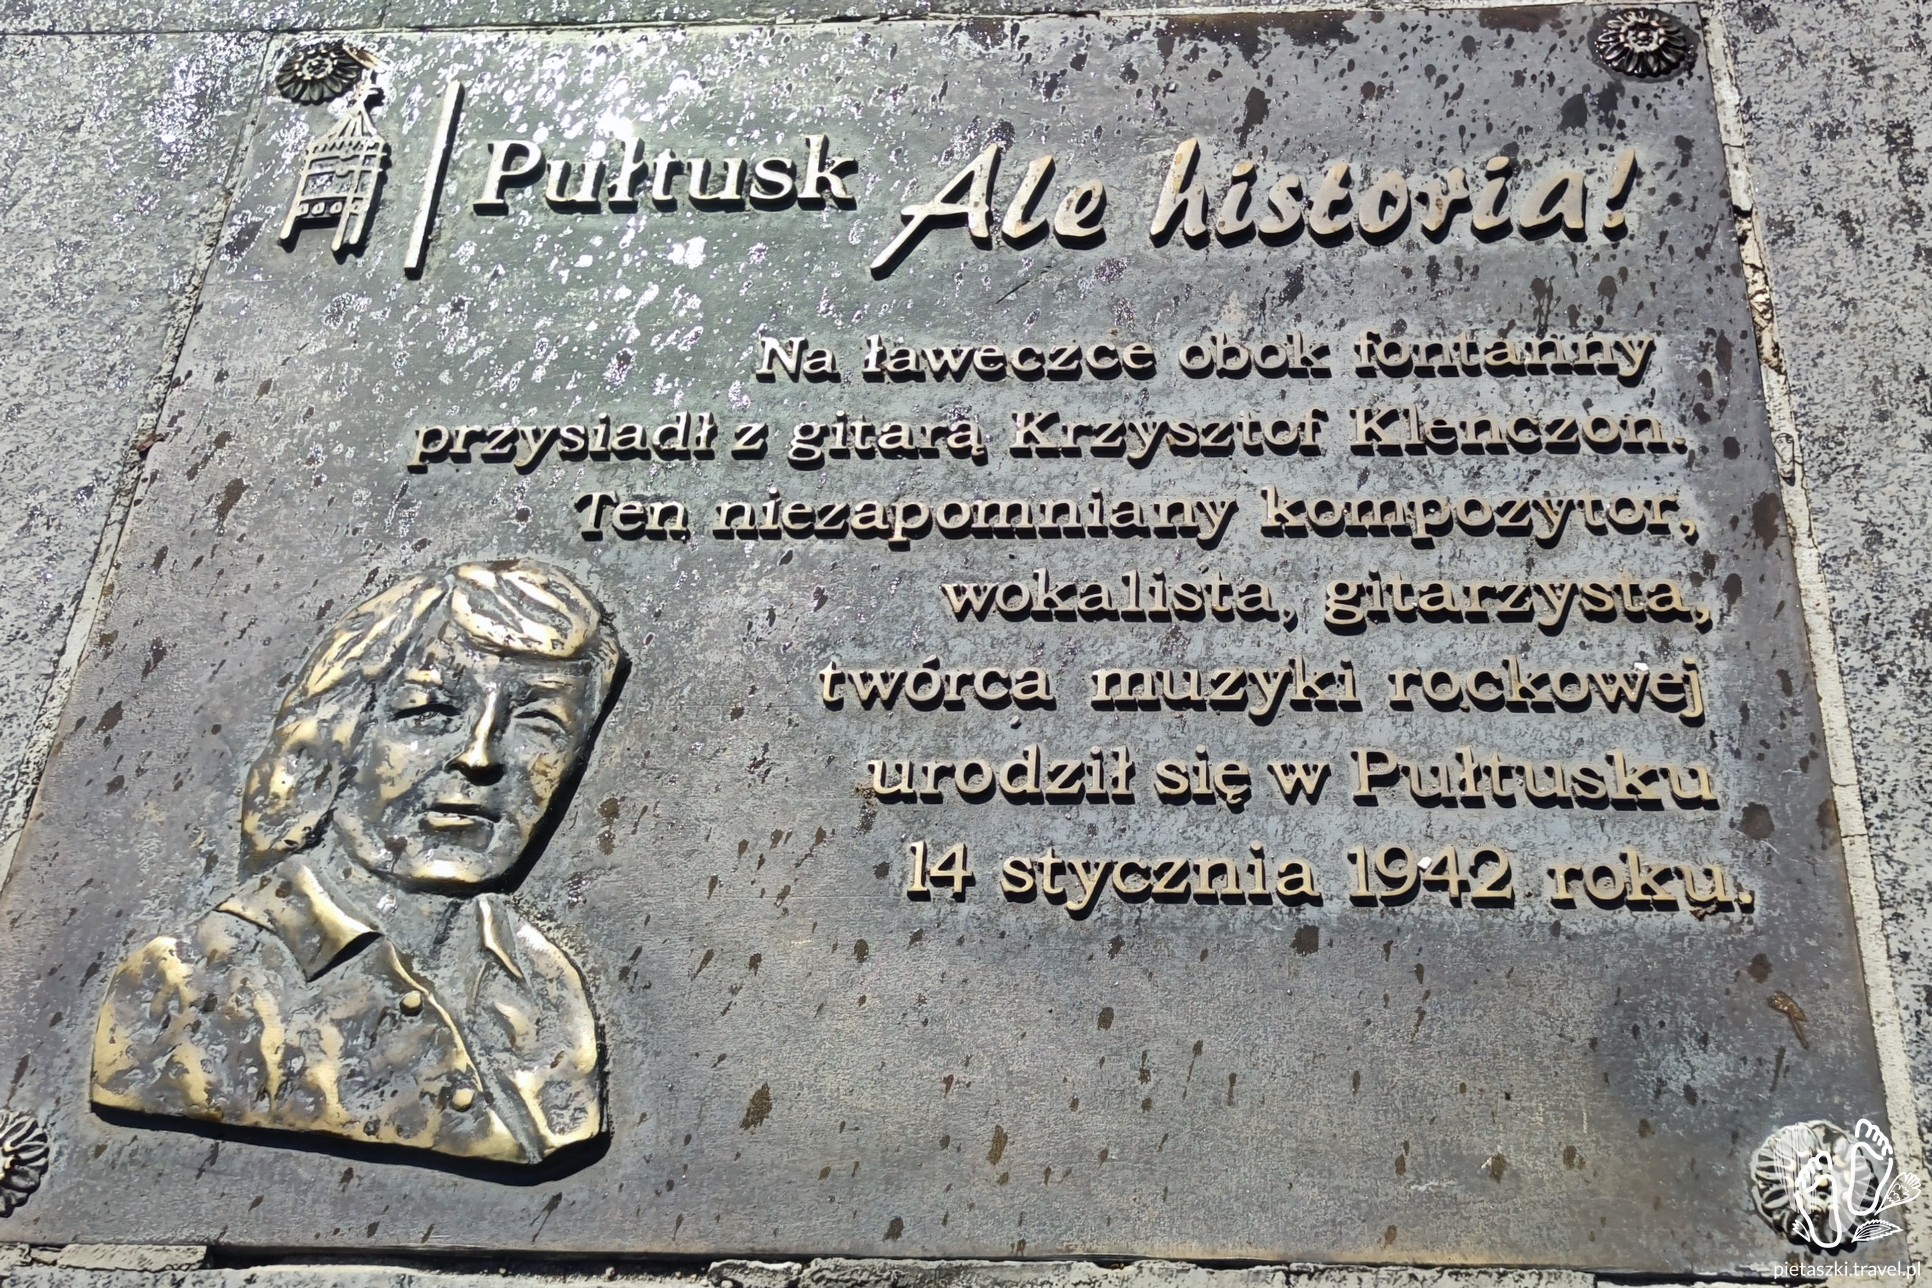 Pułtusk Ale historia!
Na ławeczce obok fontanny
przysiadł z gitarą Krzysztof Klenczon.
Ten niezapomniany kompozytor,
wokalista, gitarzysta,
twórca muzyki rockowej
urodził się w Pułtusku
14 stycznia 1942 roku.
pietaszki.travel.pl